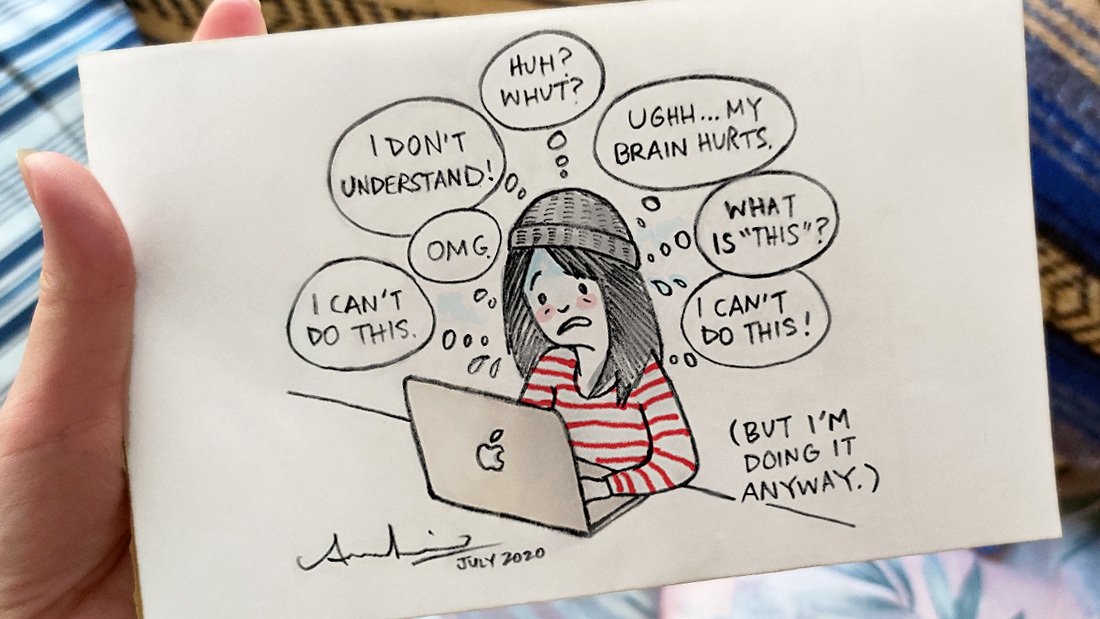 HUH?
WHUT?
I DON'T
UNDERSTAND!
UGHH... MY
BRAIN HURTS.
OMG.
WHAT
IS "THIS"?
I CAN'T
DO THIS.
I CAN'T
DO THIS!
(BUT I'M
DOING IT
ANYWAY.)
JULY 2020